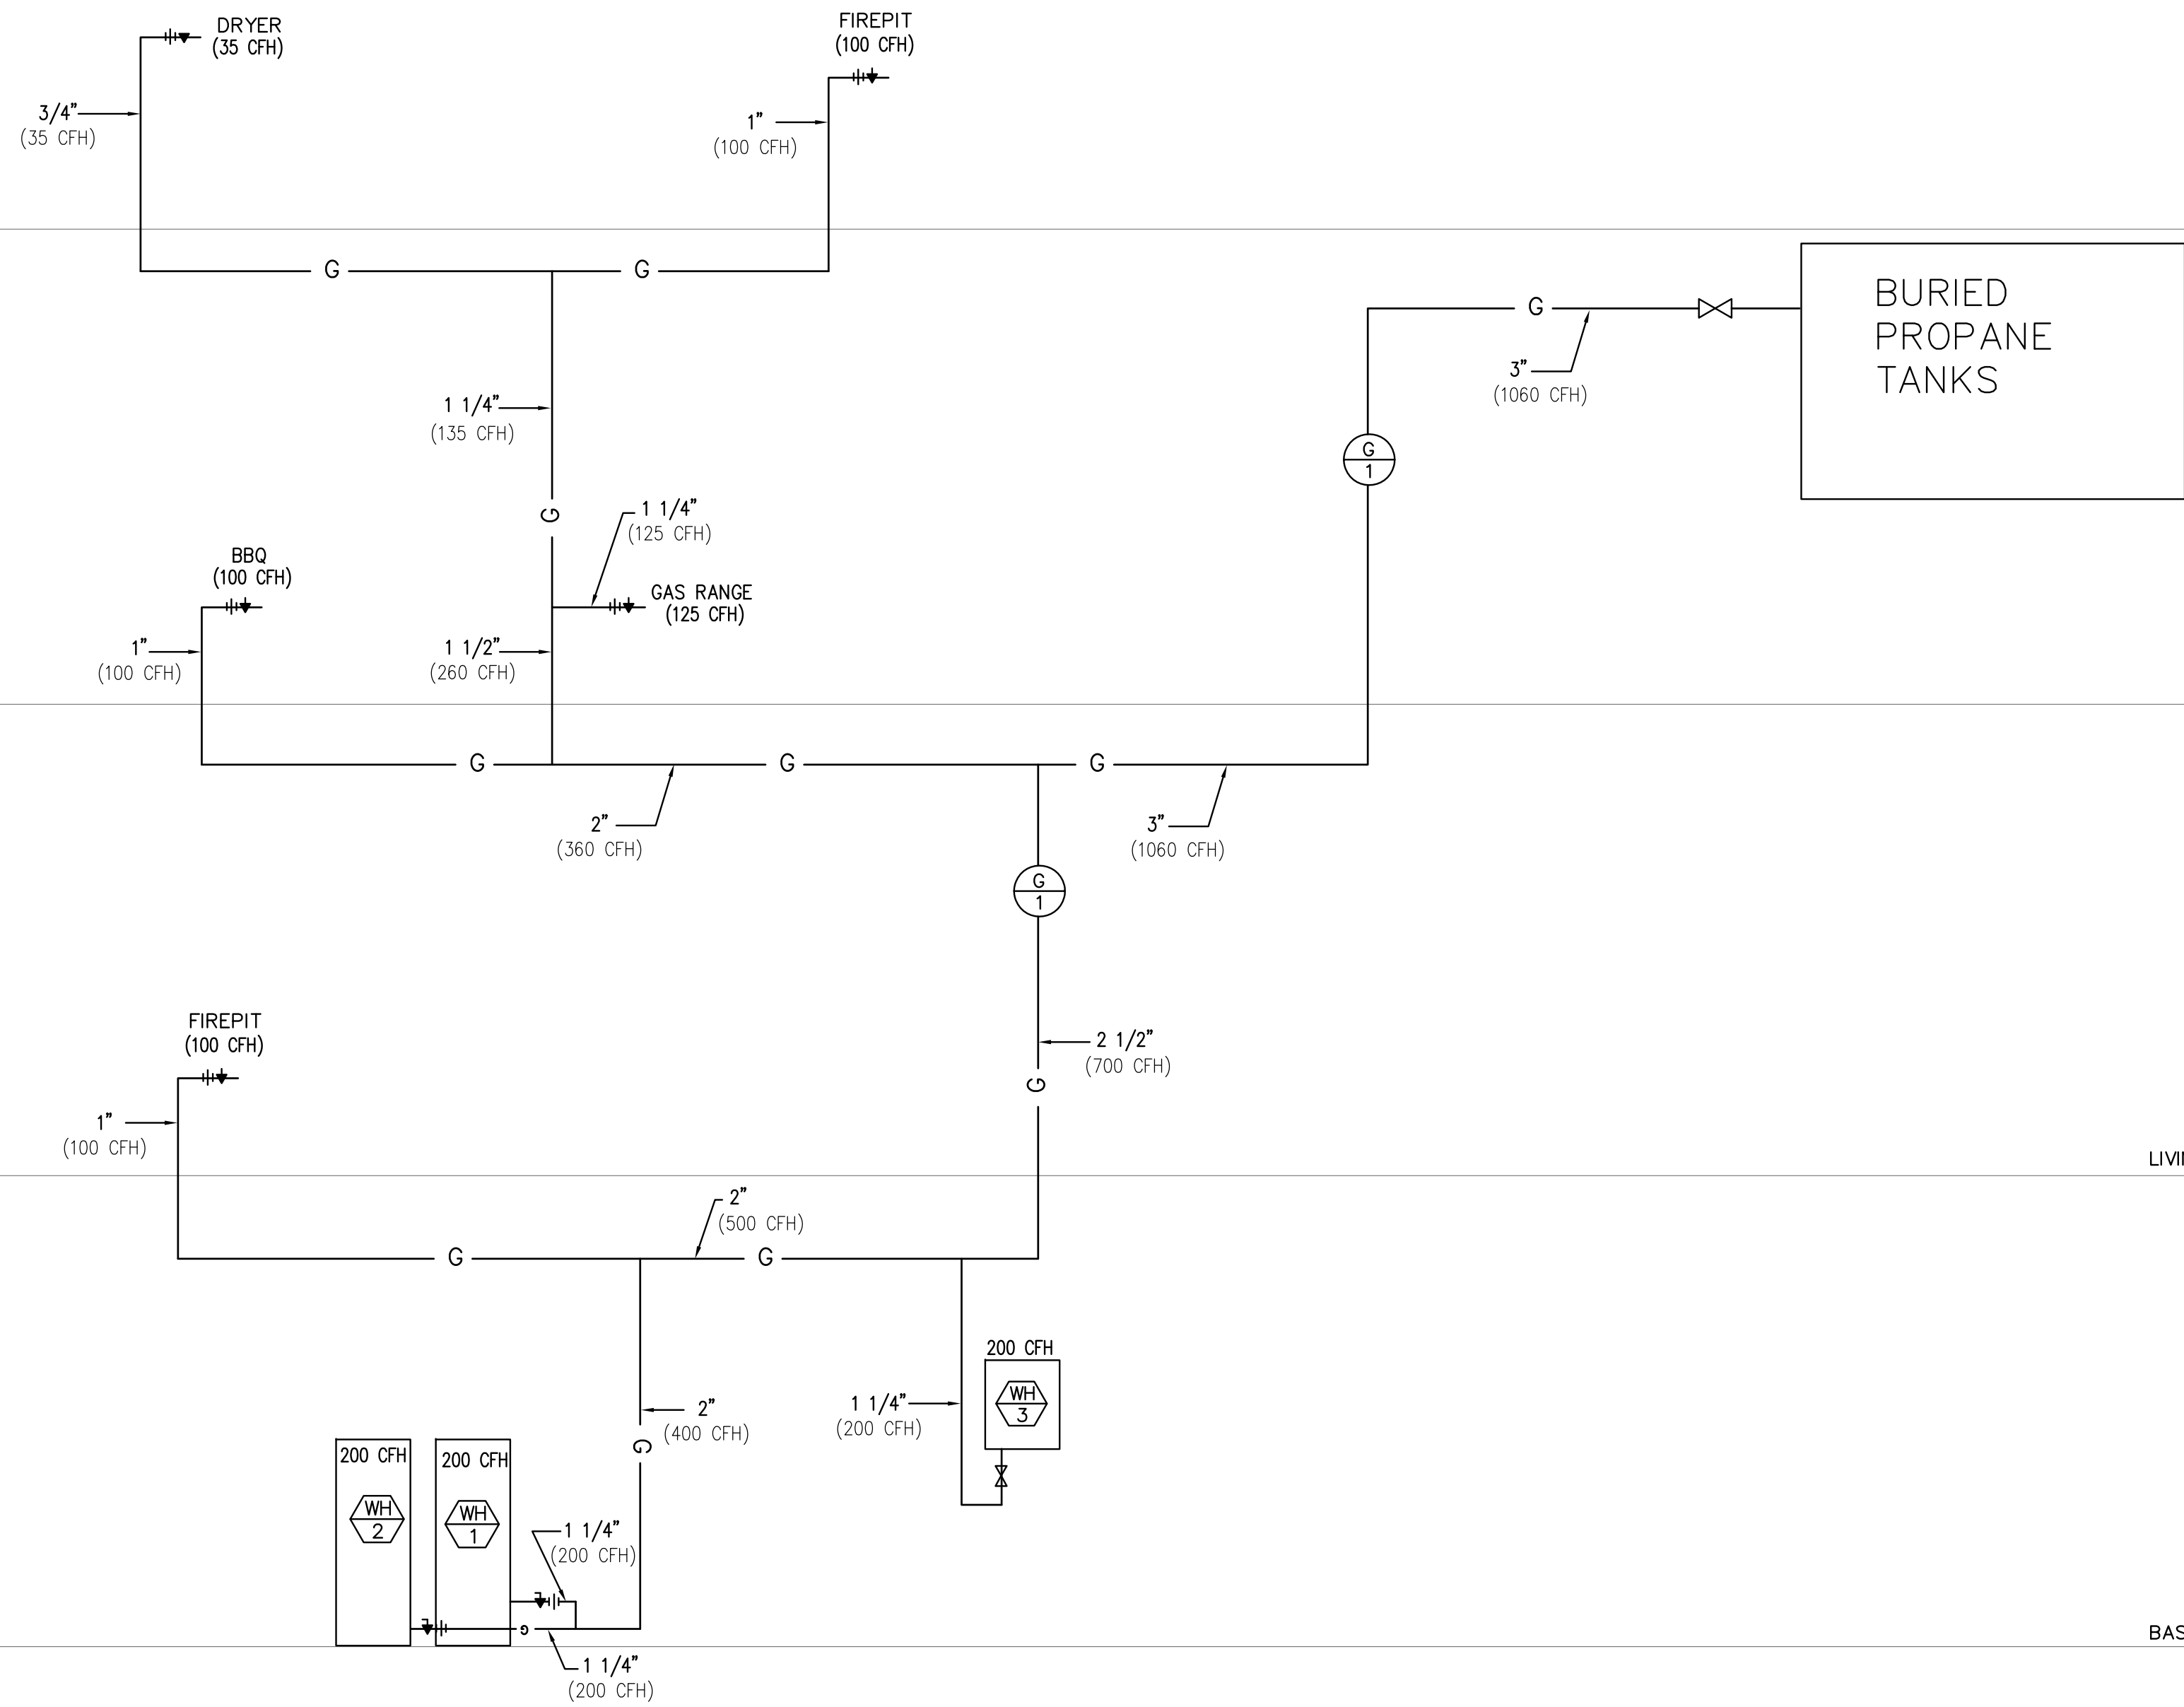 DRYER
(35 CFH)
FIREPIT
(100 CFH)
3/4"
(35 CFH)
1"
(100 CFH)
G
G
BURIED
PROPANE
TANKS
G
3"
(1060 CFH)
1 1/4"
(135 CFH)
G
1
G
1 1/4"
(125 CFH)
BBQ
(100 CFH)
GAS RANGE
(125 CFH)
1"
(100 CFH)
1 1/2"
(260 CFH)
G
G
G
2"
(360 CFH)
3"
(1060 CFH)
G
1
FIREPIT
(100 CFH)
2 1/2"
(700 CFH)
G
1"
(100 CFH)
LIVI
2"
(500 CFH)
G
G
200 CFH
WH
3
1 1/4"
(200 CFH)
2"
(400 CFH)
G
200 CFH
WH
2
200 CFH
WH
1
1 1/4"
(200 CFH)
G
1 1/4"
(200 CFH)
BAS